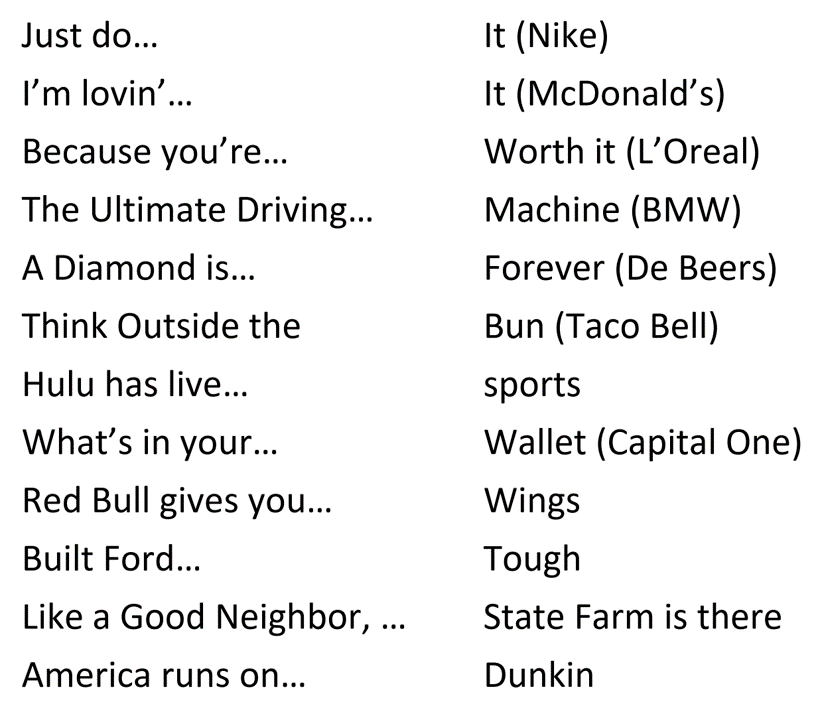 Just do… It (Nike)
I’m lovin’… It (McDonald’s)
Because you’re… Worth it (L’Oreal)
The Ultimate Driving… Machine (BMW)
A Diamond is… Forever (De Beers)
Think Outside the Bun (Taco Bell)
Hulu has live… sports
What’s in your… Wallet (Capital One)
Red Bull gives you… Wings
Built Ford… Tough
Like a Good Neighbor, … State Farm is there
America runs on… Dunkin